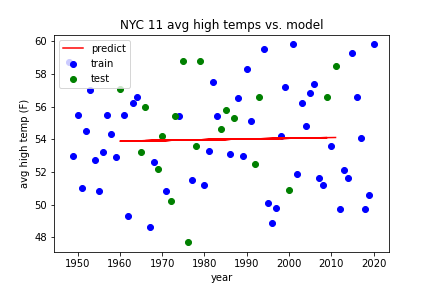 NYC 11 avg high temps vs. model
predict
train
test
60
58
56
54
52
50
48
avg high temp (F)
1950
1960
1970
1980
1990
2000
2010
2020
year